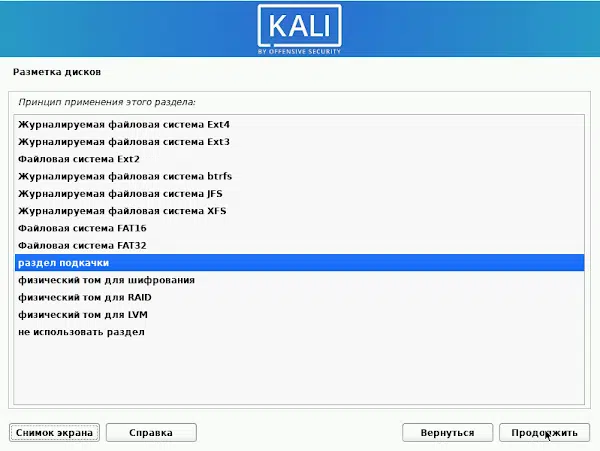 KALI
BY OFFENSIVE SECURITY
Разметка дисков
Принцип применения этого раздела:
Журналируемая файловая система Ext4
Журналируемая файловая система Ext3
Файловая система Ext2
Журналируемая файловая система btrfs
Журналируемая файловая система JFS
Журналируемая файловая система XFS
Файловая система FAT16
Файловая система FAT32
раздел подкачки
физический том для шифрования
физический том для RAID
физический том для LVM
не использовать раздел
Снимок экрана Справка Вернуться Продолжить